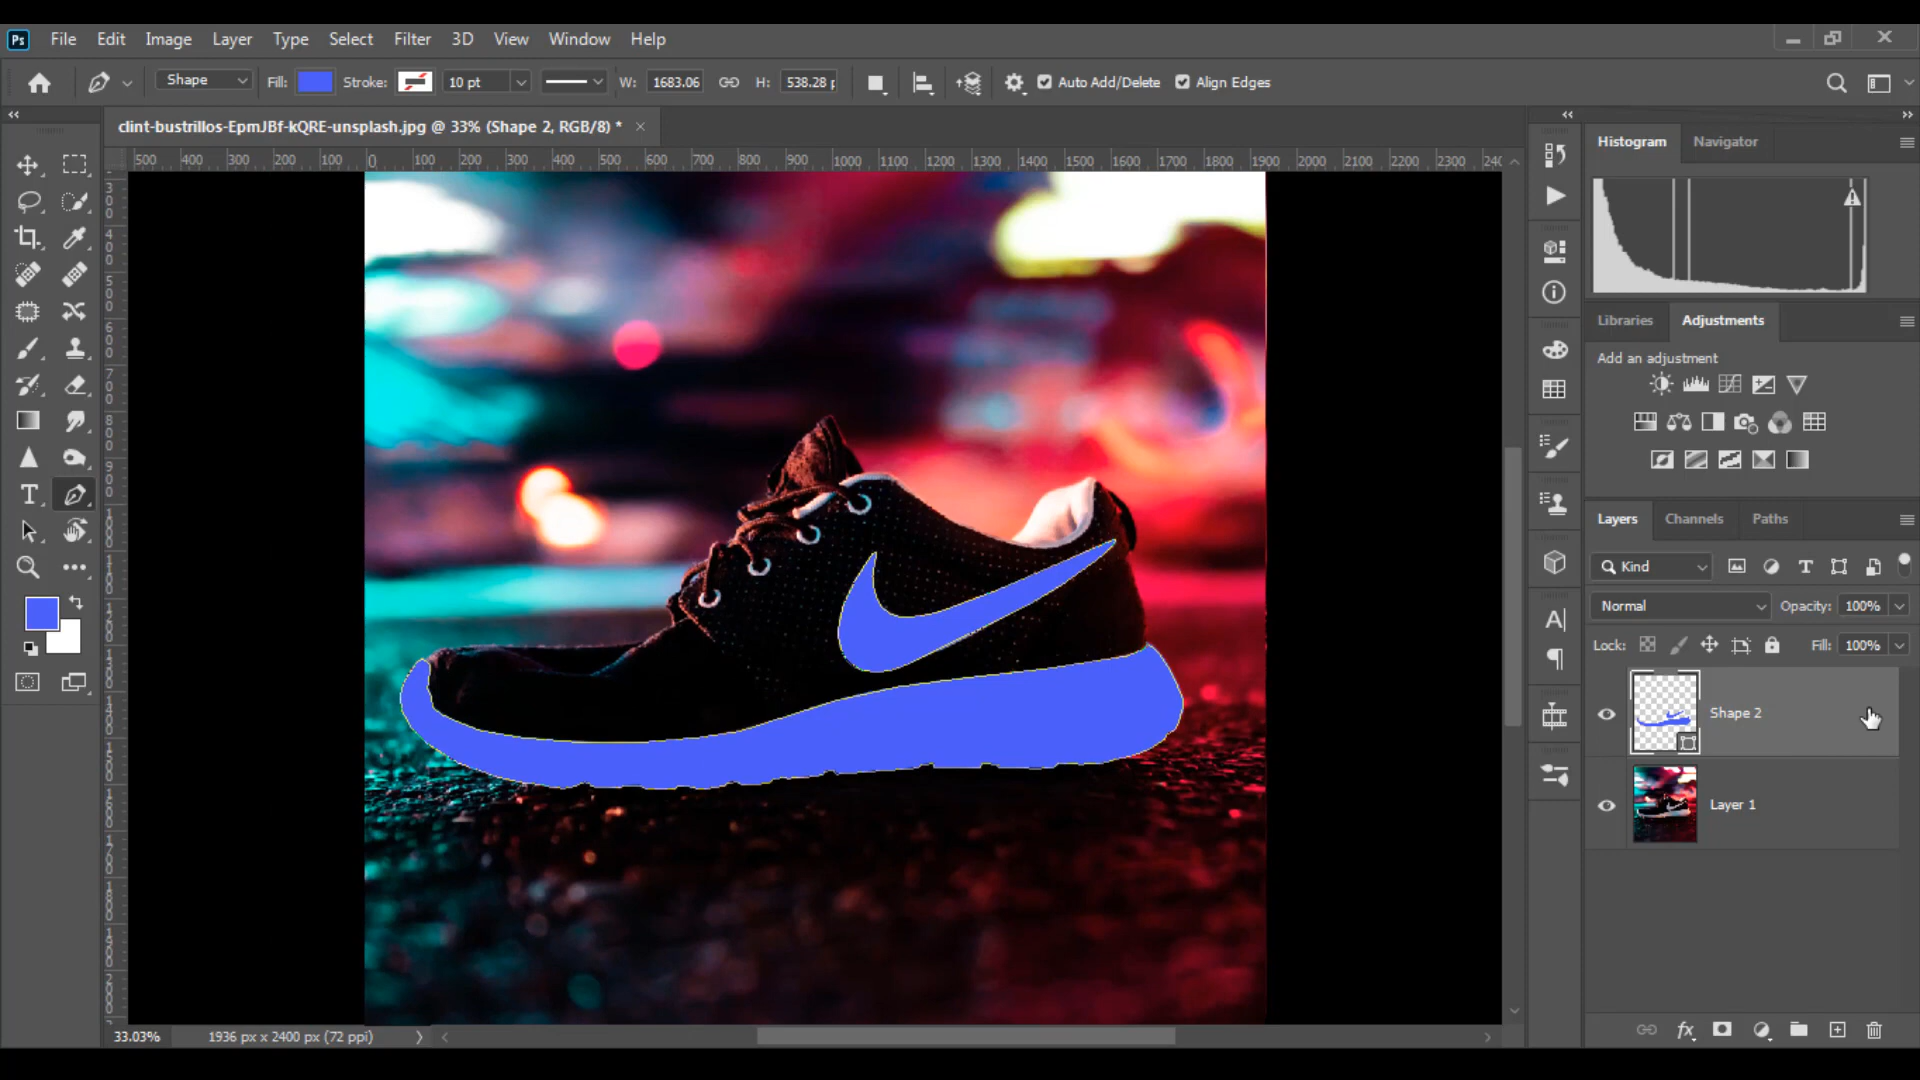 Ps File Edit Image Layer Type Select Filter 3D View Window Help
Shape Fill: Stroke: 10 pt W: 1683.06 H: 538.28 Auto Add/Delete Align Edges
clint-bustrillos-EpmJBf-kQRE-unsplash.jpg @ 33% (Shape 2, RGB/8) * ×
500 400 300 200 100 0 100 200 300 400 500 600 700 800 900 1000 1100 1200 1300 1400 1500 1600 1700 1800 1900 2000 2100 2200 2300
Histogram Navigator
Libraries Adjustments
Add an adjustment
Layers Channels Paths
Kind
Normal Opacity: 100%
Lock: Fill: 100%
Shape 2
Layer 1
33.03% 1936 px x 2400 px (72 ppi)